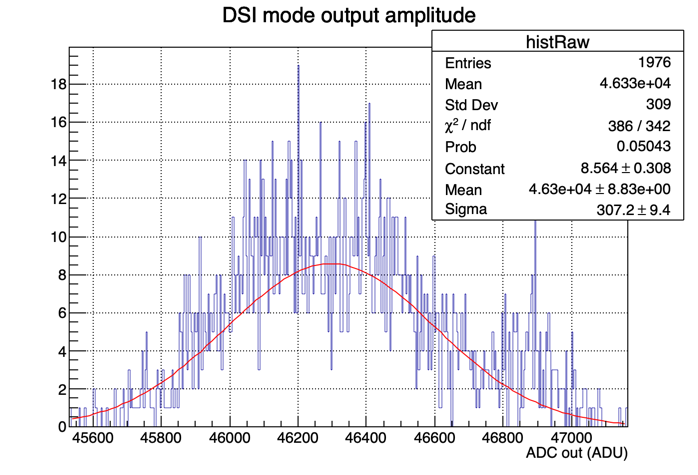 DSI mode output amplitude
histRaw
Entries 1976
Mean 4.633e+04
Std Dev 309
χ² / ndf 386 / 342
Prob 0.05043
Constant 8.564 ± 0.308
Mean 4.63e+04 ± 8.83e+00
Sigma 307.2 ± 9.4
18
16
14
12
10
8
6
4
2
0
45600 45800 46000 46200 46400 46600 46800 47000
ADC out (ADU)